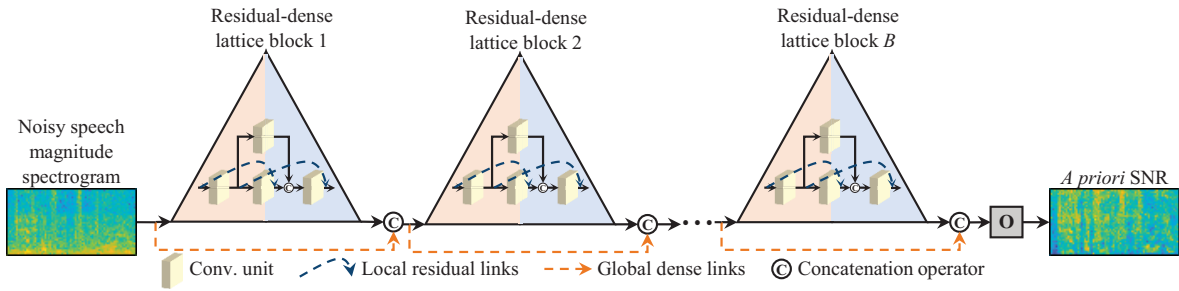 Residual-dense
lattice block 1
Residual-dense
lattice block 2
Residual-dense
lattice block B
Noisy speech
magnitude
spectrogram
A priori SNR
C
C
C
C
C
• • •
C
C
O
Conv. unit
Local residual links
Global dense links
C Concatenation operator